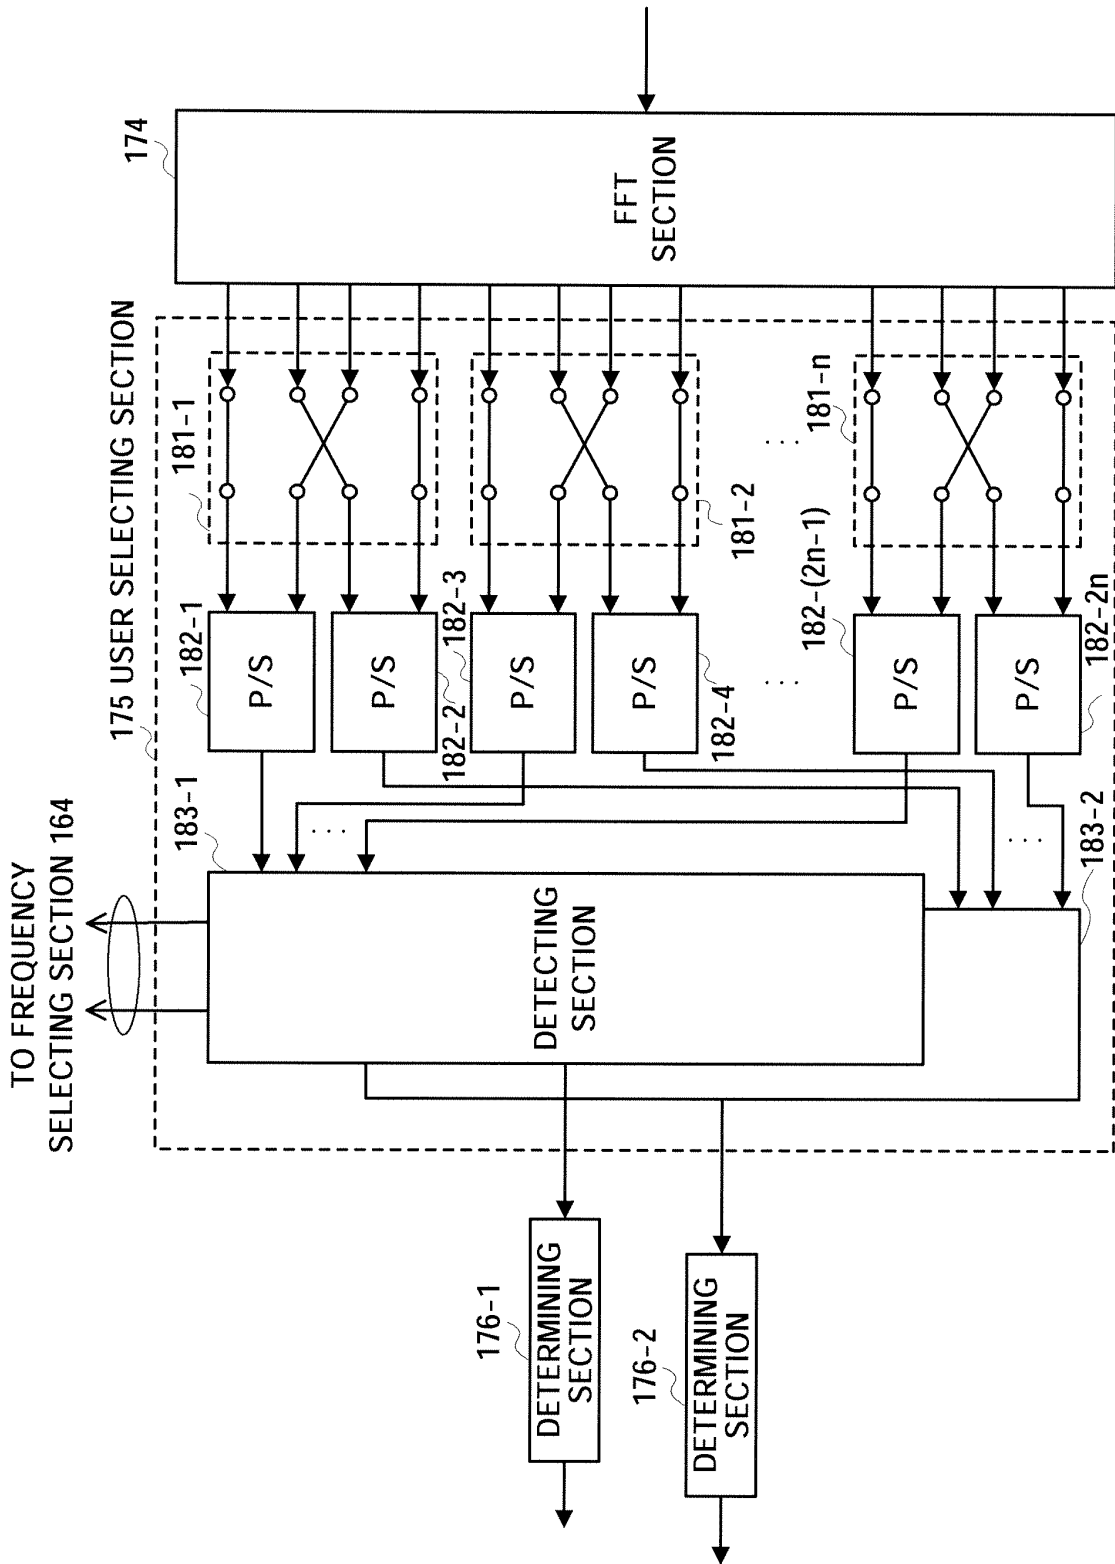 TO FREQUENCY
SELECTING SECTION 164
175 USER SELECTING SECTION
174
FFT
SECTION
181-1
181-2
. . .
181-n
182-1
P/S
182-2
P/S
182-3
P/S
182-4
P/S
. . .
182-(2n-1)
P/S
182-2n
P/S
183-1
. . .
DETECTING
SECTION
. . .
183-2
176-1
DETERMINING
SECTION
176-2
DETERMINING
SECTION